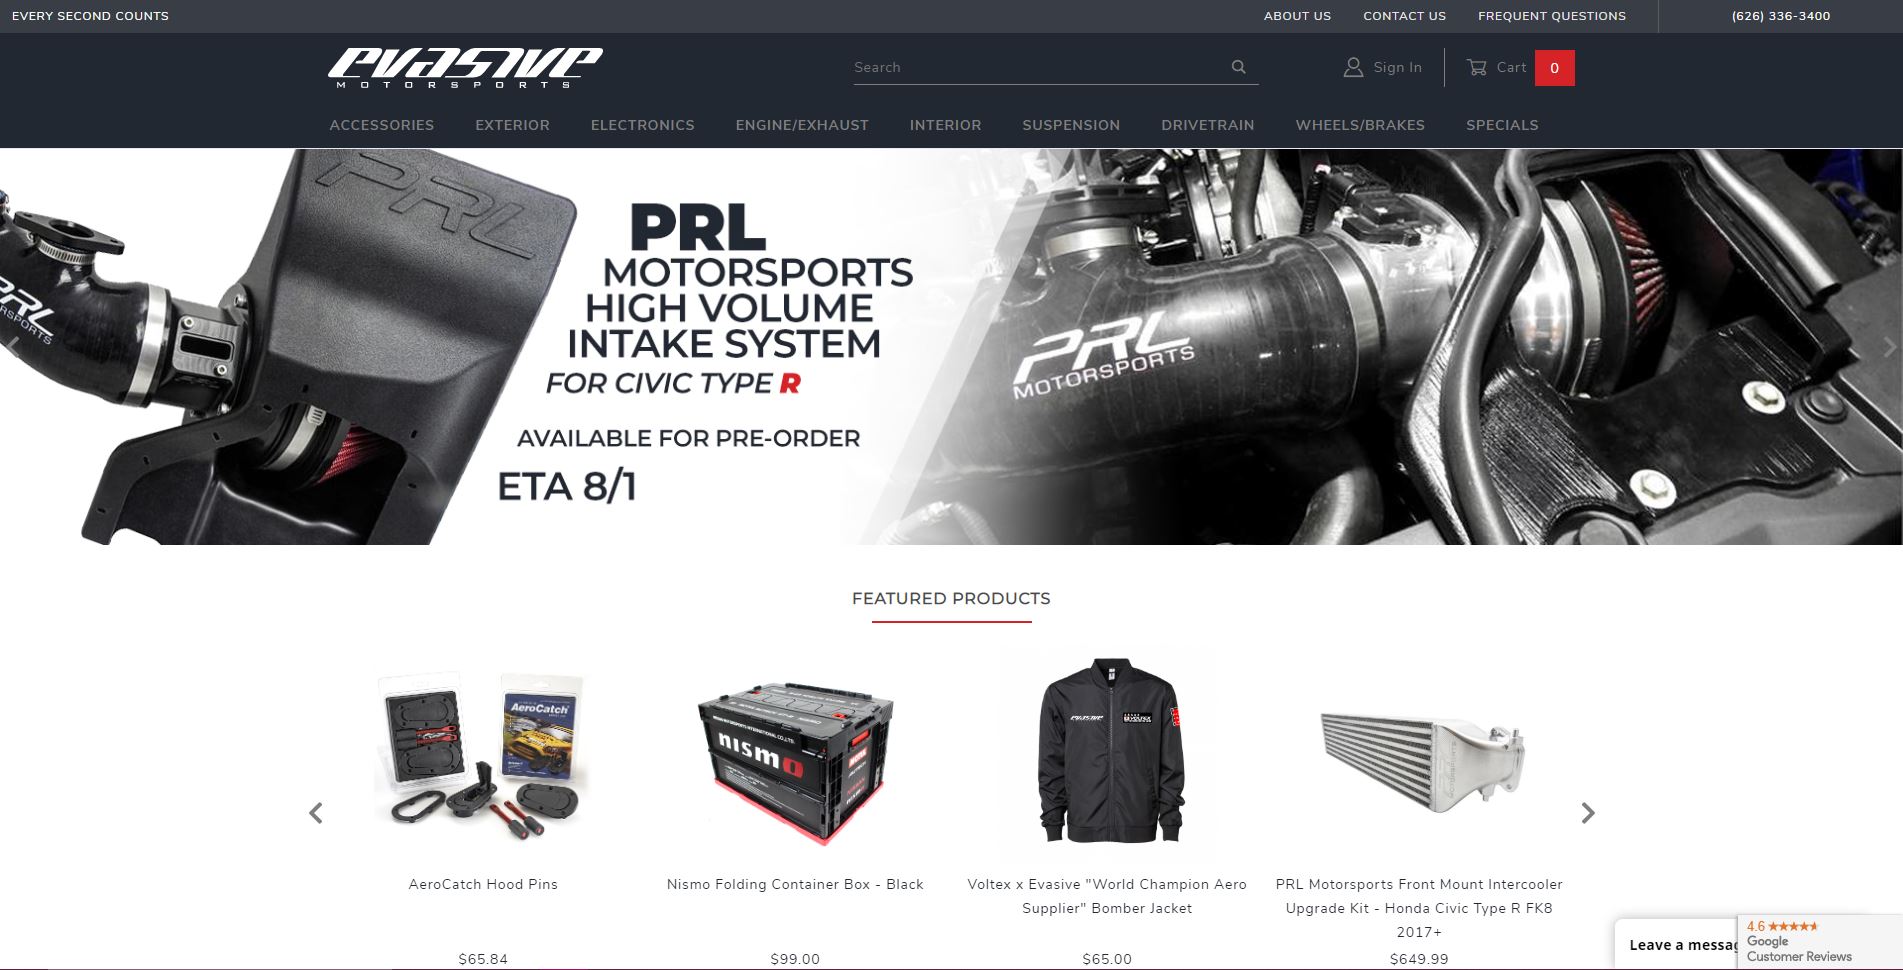 EVERY SECOND COUNTS
ABOUT US CONTACT US FREQUENT QUESTIONS (626) 336-3400
evasive
MOTORSPORTS
Search
Sign In
Cart 0
ACCESSORIES EXTERIOR ELECTRONICS ENGINE/EXHAUST INTERIOR SUSPENSION DRIVETRAIN WHEELS/BRAKES SPECIALS
PRL
PRL
MOTORSPORTS
HIGH VOLUME
INTAKE SYSTEM
FOR CIVIC TYPE R
AVAILABLE FOR PRE-ORDER
ETA 8/1
PRL
MOTORSPORTS
FEATURED PRODUCTS
AeroCatch
nismo
evasive
AeroCatch Hood Pins
$65.84
Nismo Folding Container Box - Black
$99.00
Voltex x Evasive "World Champion Aero
Supplier" Bomber Jacket
$65.00
PRL Motorsports Front Mount Intercooler
Upgrade Kit - Honda Civic Type R FK8
2017+
$649.99
Leave a messag
4.6
Google
Customer Reviews